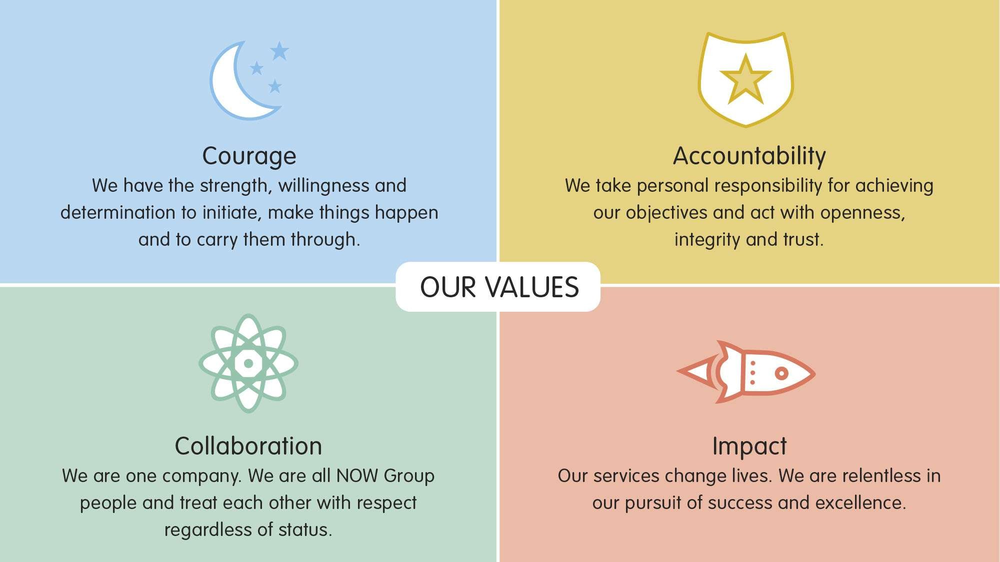 Courage
We have the strength, willingness and
determination to initiate, make things happen
and to carry them through.
Accountability
We take personal responsibility for achieving
our objectives and act with openness,
integrity and trust.
OUR VALUES
Collaboration
We are one company. We are all NOW Group
people and treat each other with respect
regardless of status.
Impact
Our services change lives. We are relentless in
our pursuit of success and excellence.